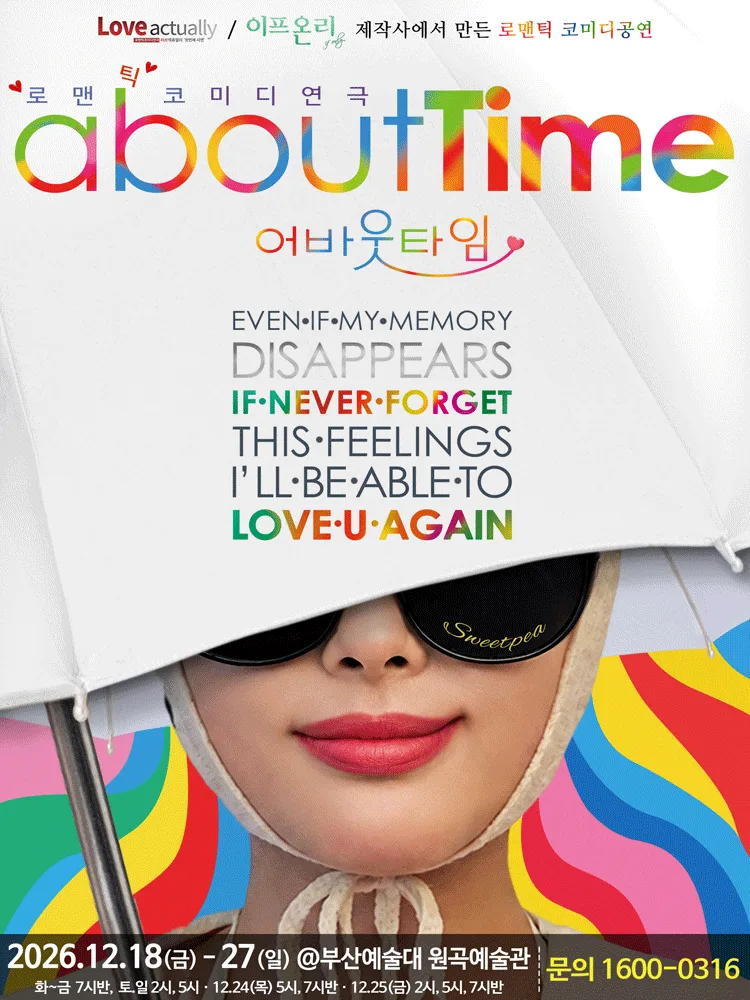 Love actually / 이프온리 제작사에서 만든 로맨틱 코미디공연
로맨틱 코미디연극
aboutTime
어바웃타임
EVEN•IF•MY•MEMORY
DISAPPEARS
IF•NEVER•FORGET
THIS•FEELINGS
I'LL•BE•ABLE•TO
LOVE•U•AGAIN
Sweetpea
2026.12.18(금) - 27(일) @부산예술대 원곡예술관
화~금 7시반, 토.일 2시, 5시 · 12.24(목) 5시, 7시반 · 12.25(금) 2시, 5시, 7시반
문의 1600-0316